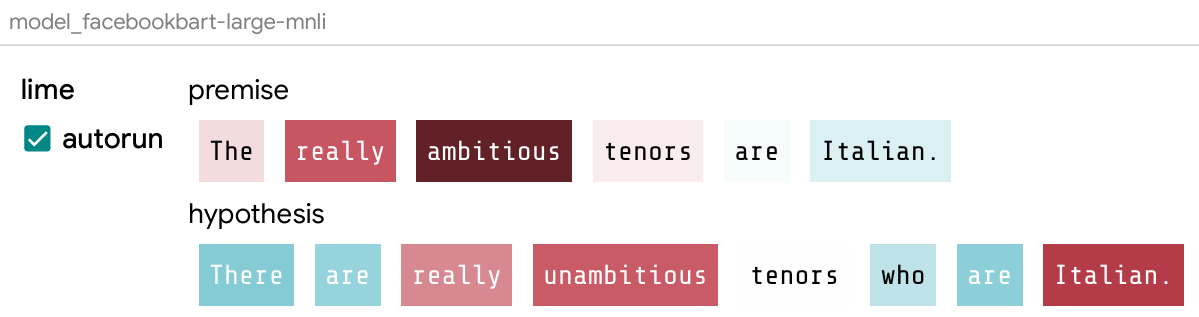 model_facebookbart-large-mnli
lime premise
autorun The really ambitious tenors are Italian.
hypothesis
There are really unambitious tenors who are Italian.